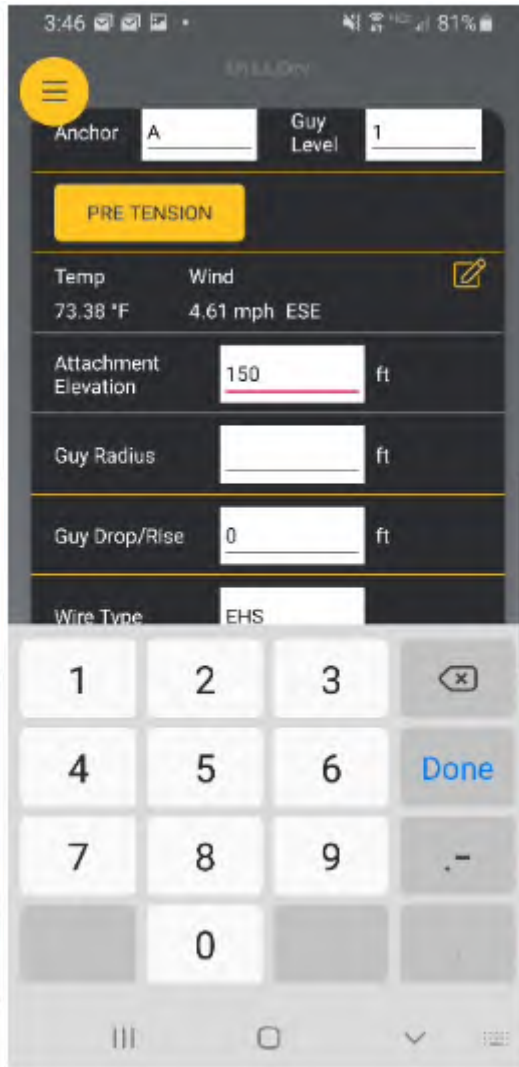 3:46 81%
Anchor A Guy Level 1
PRE TENSION
Temp Wind
73.38 °F 4.61 mph ESE
Attachment Elevation 150 ft
Guy Radius ft
Guy Drop/Rise 0 ft
Wire Type EHS
1 2 3
4 5 6 Done
7 8 9 .-
0